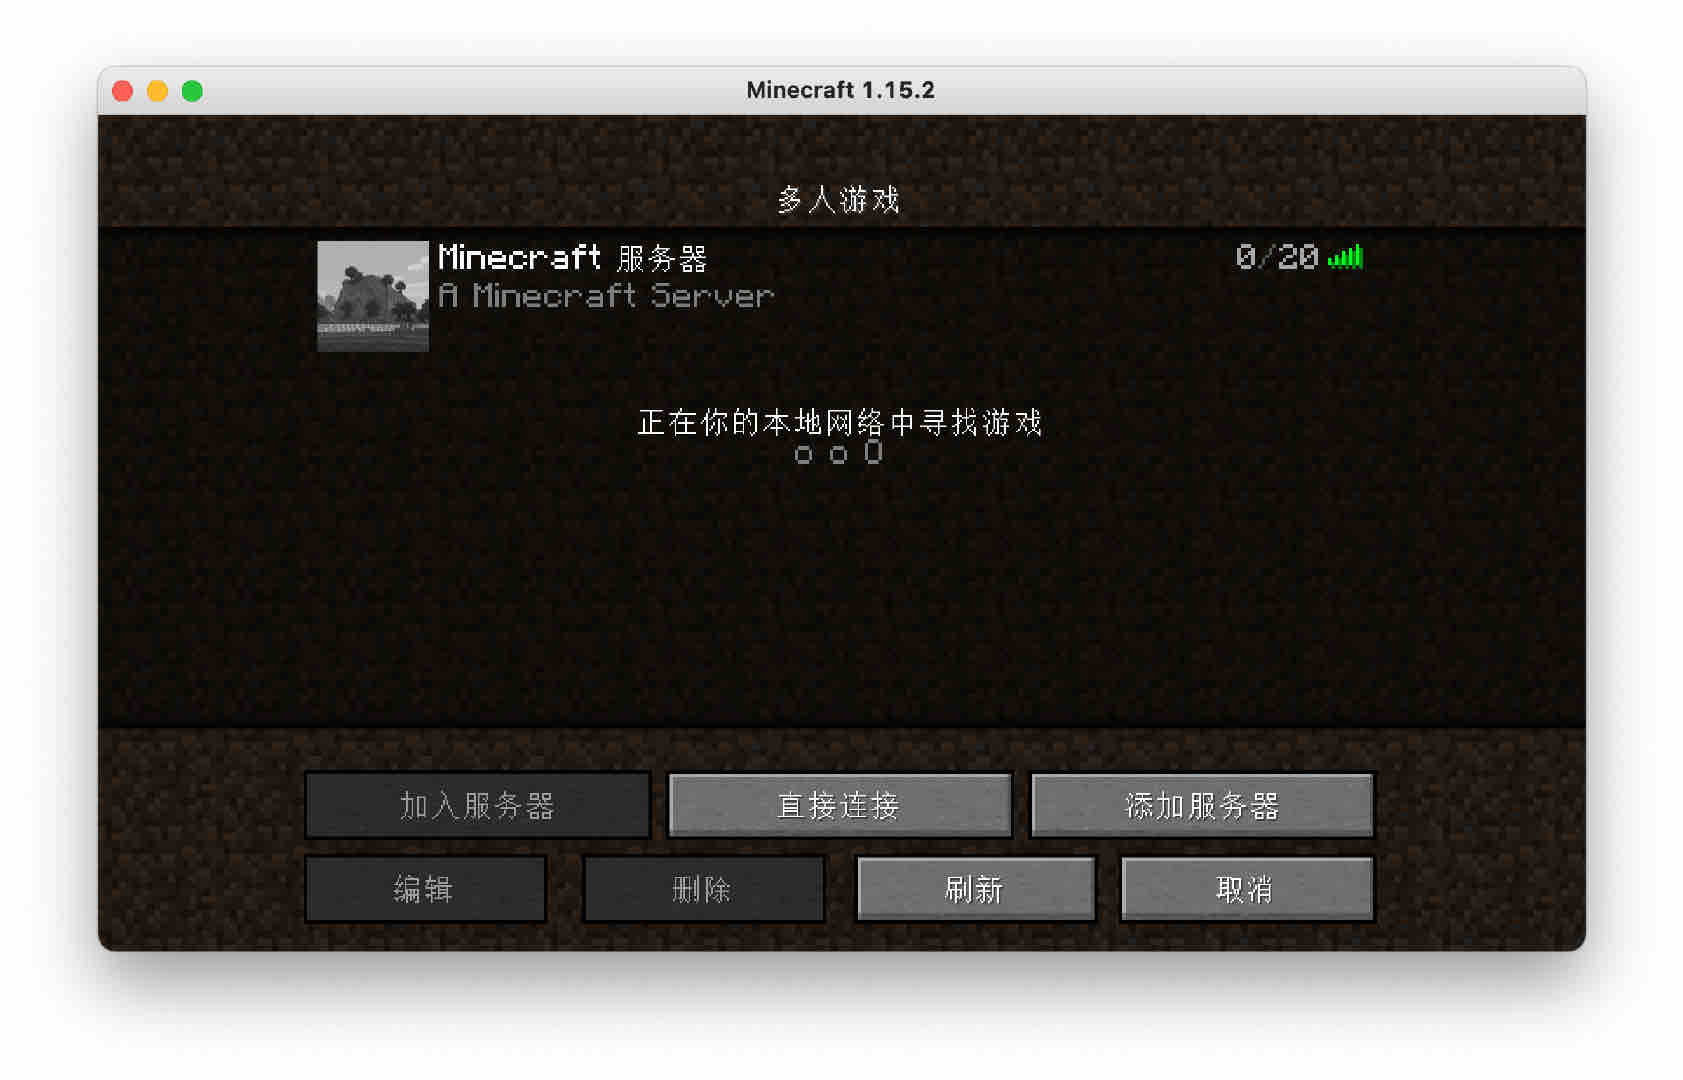 Minecraft 1.15.2
多人游戏
Minecraft 服务器 0/20
A Minecraft Server
正在你的本地网络中寻找游戏
o o O
加入服务器 直接连接 添加服务器
编辑 删除 刷新 取消